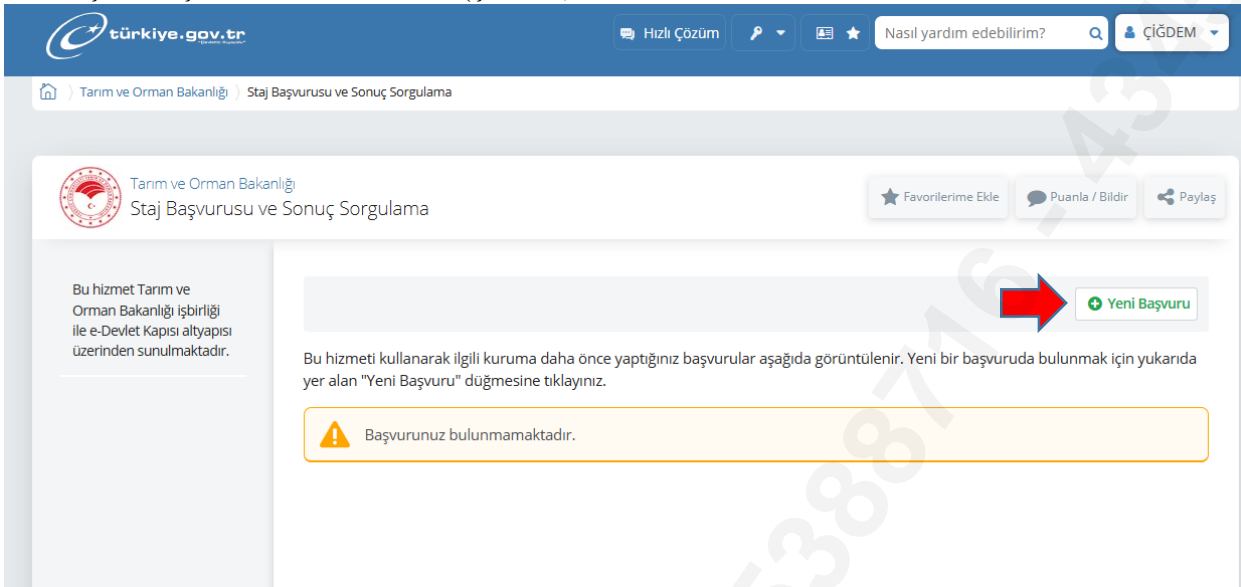 türkiye.gov.tr
Hızlı Çözüm
Nasıl yardım edebilirim?
ÇİĞDEM
Tarım ve Orman Bakanlığı
Staj Başvurusu ve Sonuç Sorgulama
Tarım ve Orman Bakanlığı
Staj Başvurusu ve Sonuç Sorgulama
Favorilerime Ekle
Puanla / Bildir
Paylaş
Bu hizmet Tarım ve
Orman Bakanlığı işbirliği
ile e-Devlet Kapısı altyapısı
üzerinden sunulmaktadır.
Yeni Başvuru
Bu hizmeti kullanarak ilgili kuruma daha önce yaptığınız başvurular aşağıda görüntülenir. Yeni bir başvuruda bulunmak için yukarıda
yer alan "Yeni Başvuru" düğmesine tıklayınız.
Başvurunuz bulunmamaktadır.